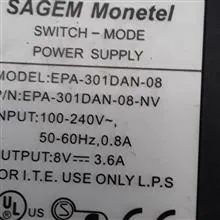 SAGEM Monetel
SWITCH - MODE
POWER SUPPLY
MODEL:EPA-301DAN-08
P/N:EPA-301DAN-08-NV
INPUT:100-240V~,
50-60Hz,0.8A
OUTPUT:8V⎓ 3.6A
FOR I.T.E USE ONLY L.P.S
UL